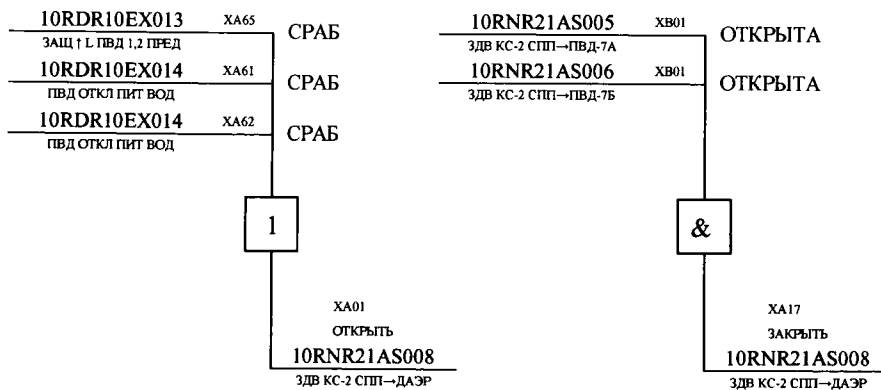 10RDR10EX013 XA65 СРАБ
ЗАЩ ↑ L ПВД 1,2 ПРЕД
10RDR10EX014 XA61 СРАБ
ПВД ОТКЛ ПИТ ВОД
10RDR10EX014 XA62 СРАБ
ПВД ОТКЛ ПИТ ВОД
1
XA01
ОТКРЫТЬ
10RNR21AS008
ЗДВ КС-2 СПП→ДАЭР
10RNR21AS005 XB01 ОТКРЫТА
ЗДВ КС-2 СПП→ПВД-7А
10RNR21AS006 XB01 ОТКРЫТА
ЗДВ КС-2 СПП→ПВД-7Б
&
XA17
ЗАКРЫТЬ
10RNR21AS008
ЗДВ КС-2 СПП→ДАЭР